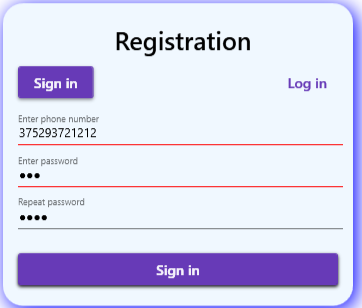 Registration
Sign in Log in
Enter phone number
375293721212
Enter password
●●●
Repeat password
●●●●
Sign in